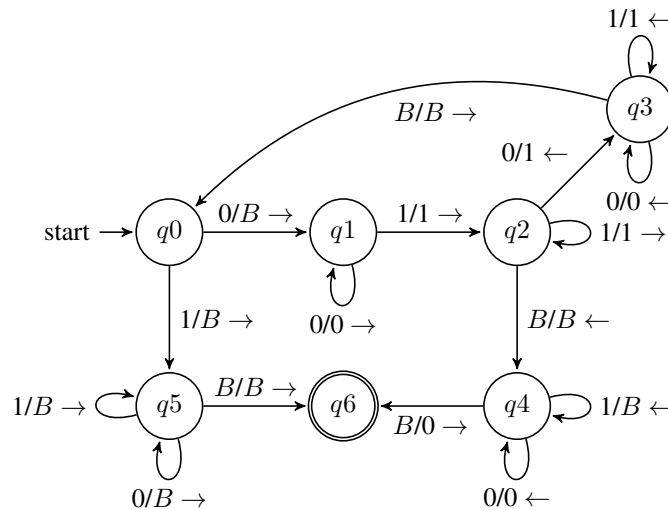 1/1 ←
q3
B/B →
0/1 ←
0/0 ←
start
q0
0/B →
q1
1/1 →
q2
1/1 →
0/0 →
1/B →
B/B ←
1/B →
q5
B/B →
q6
B/0 →
q4
1/B ←
0/B →
0/0 ←